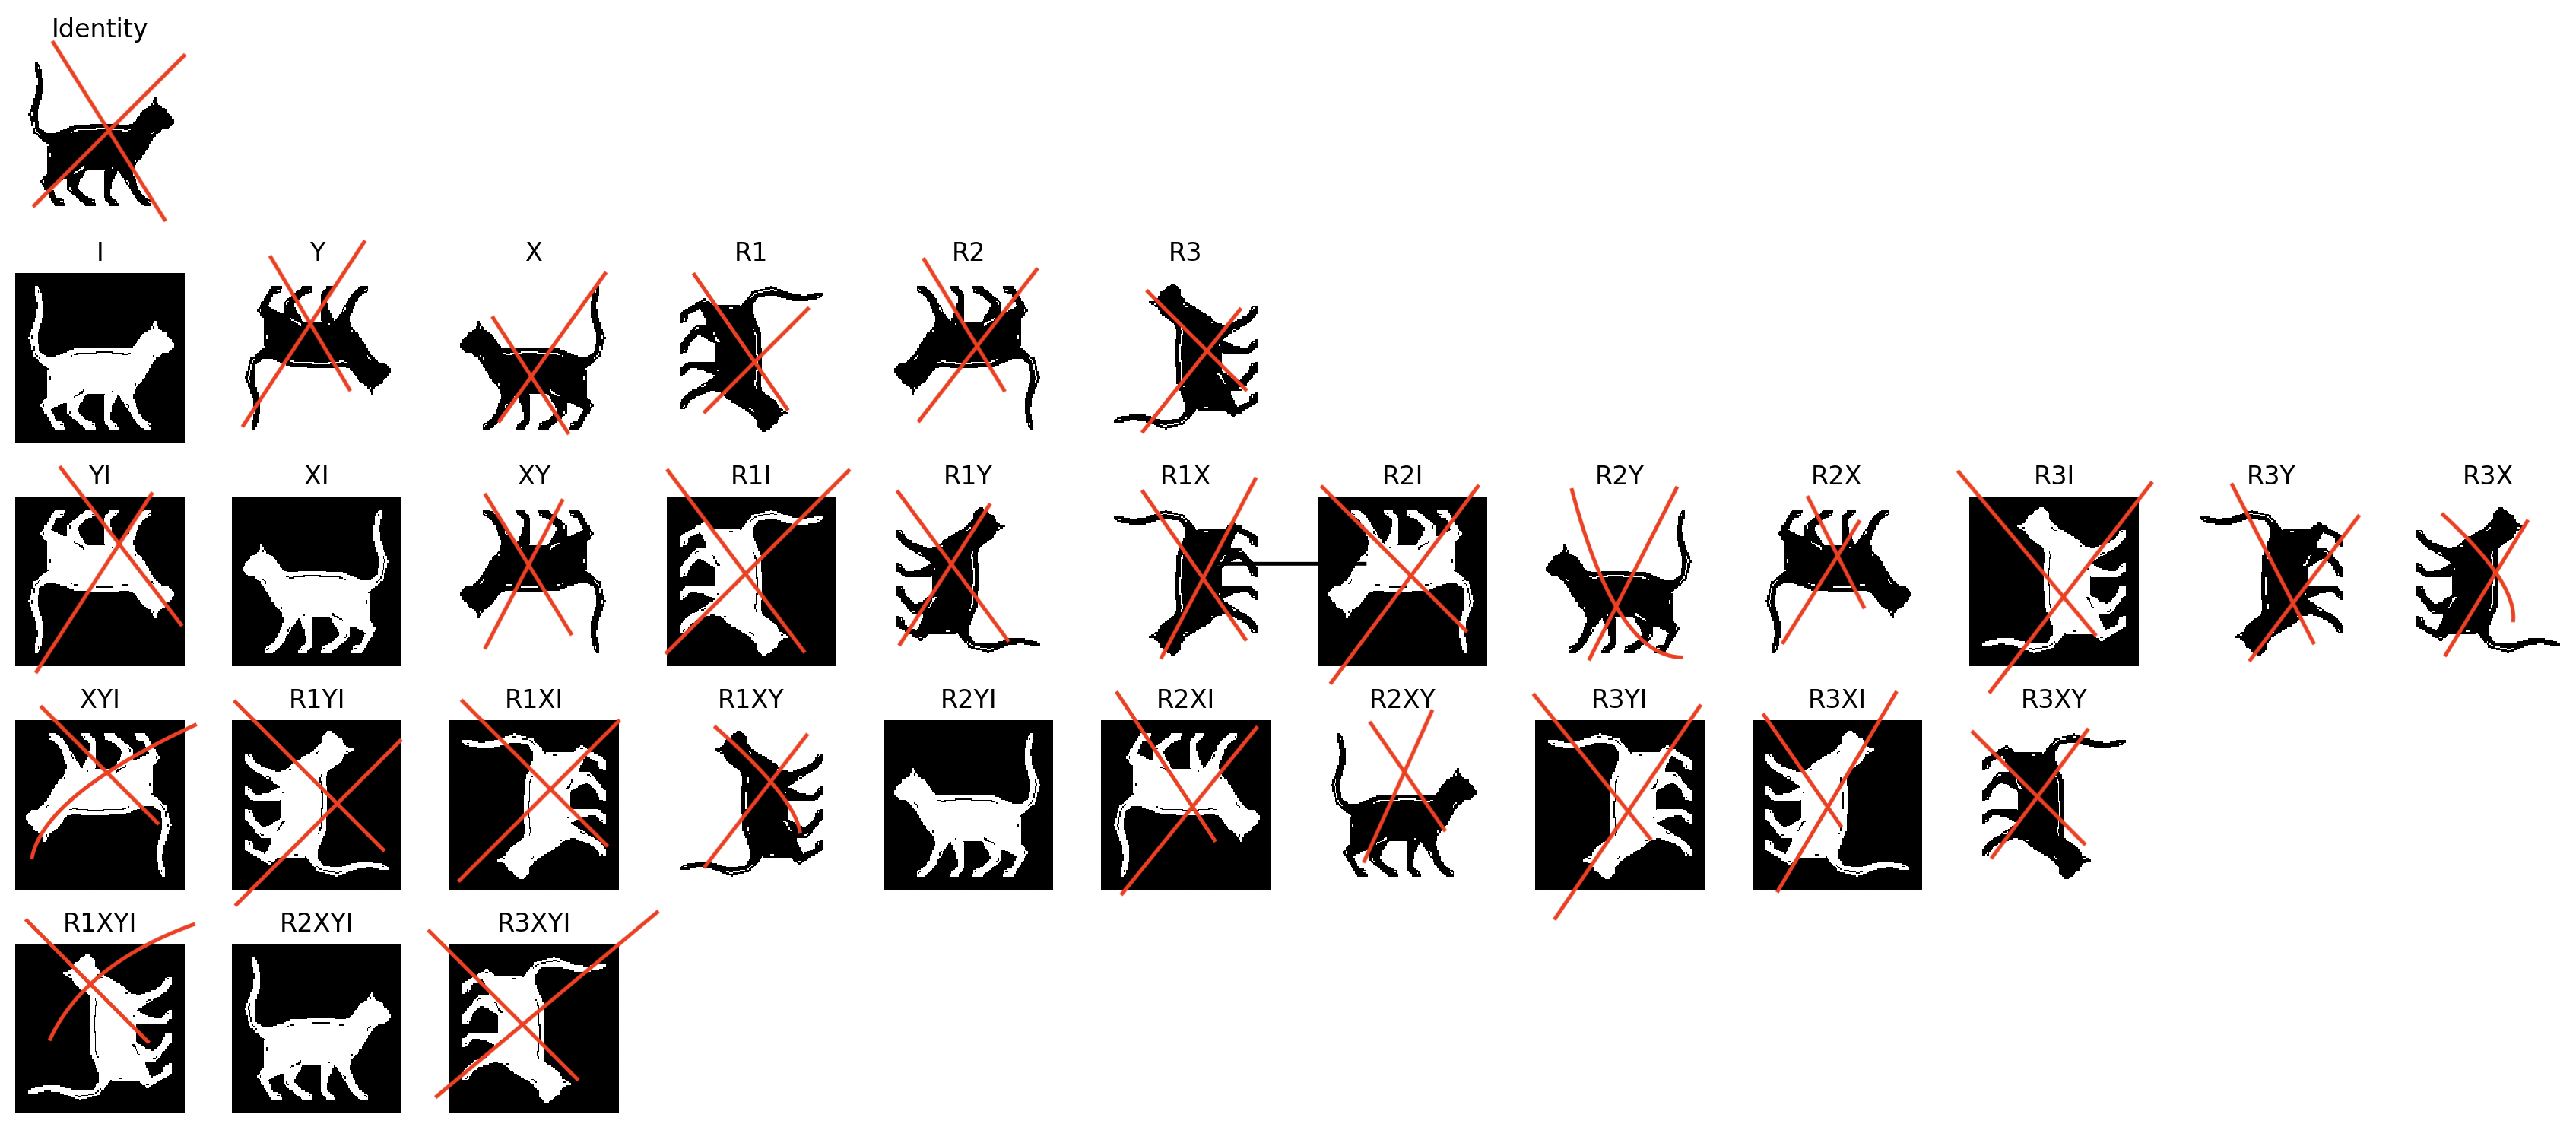 Identity
I Y X R1 R2 R3
YI XI XY R1I R1Y R1X R2I R2Y R2X R3I R3Y R3X
XYI R1YI R1XI R1XY R2YI R2XI R2XY R3YI R3XI R3XY
R1XYI R2XYI R3XYI